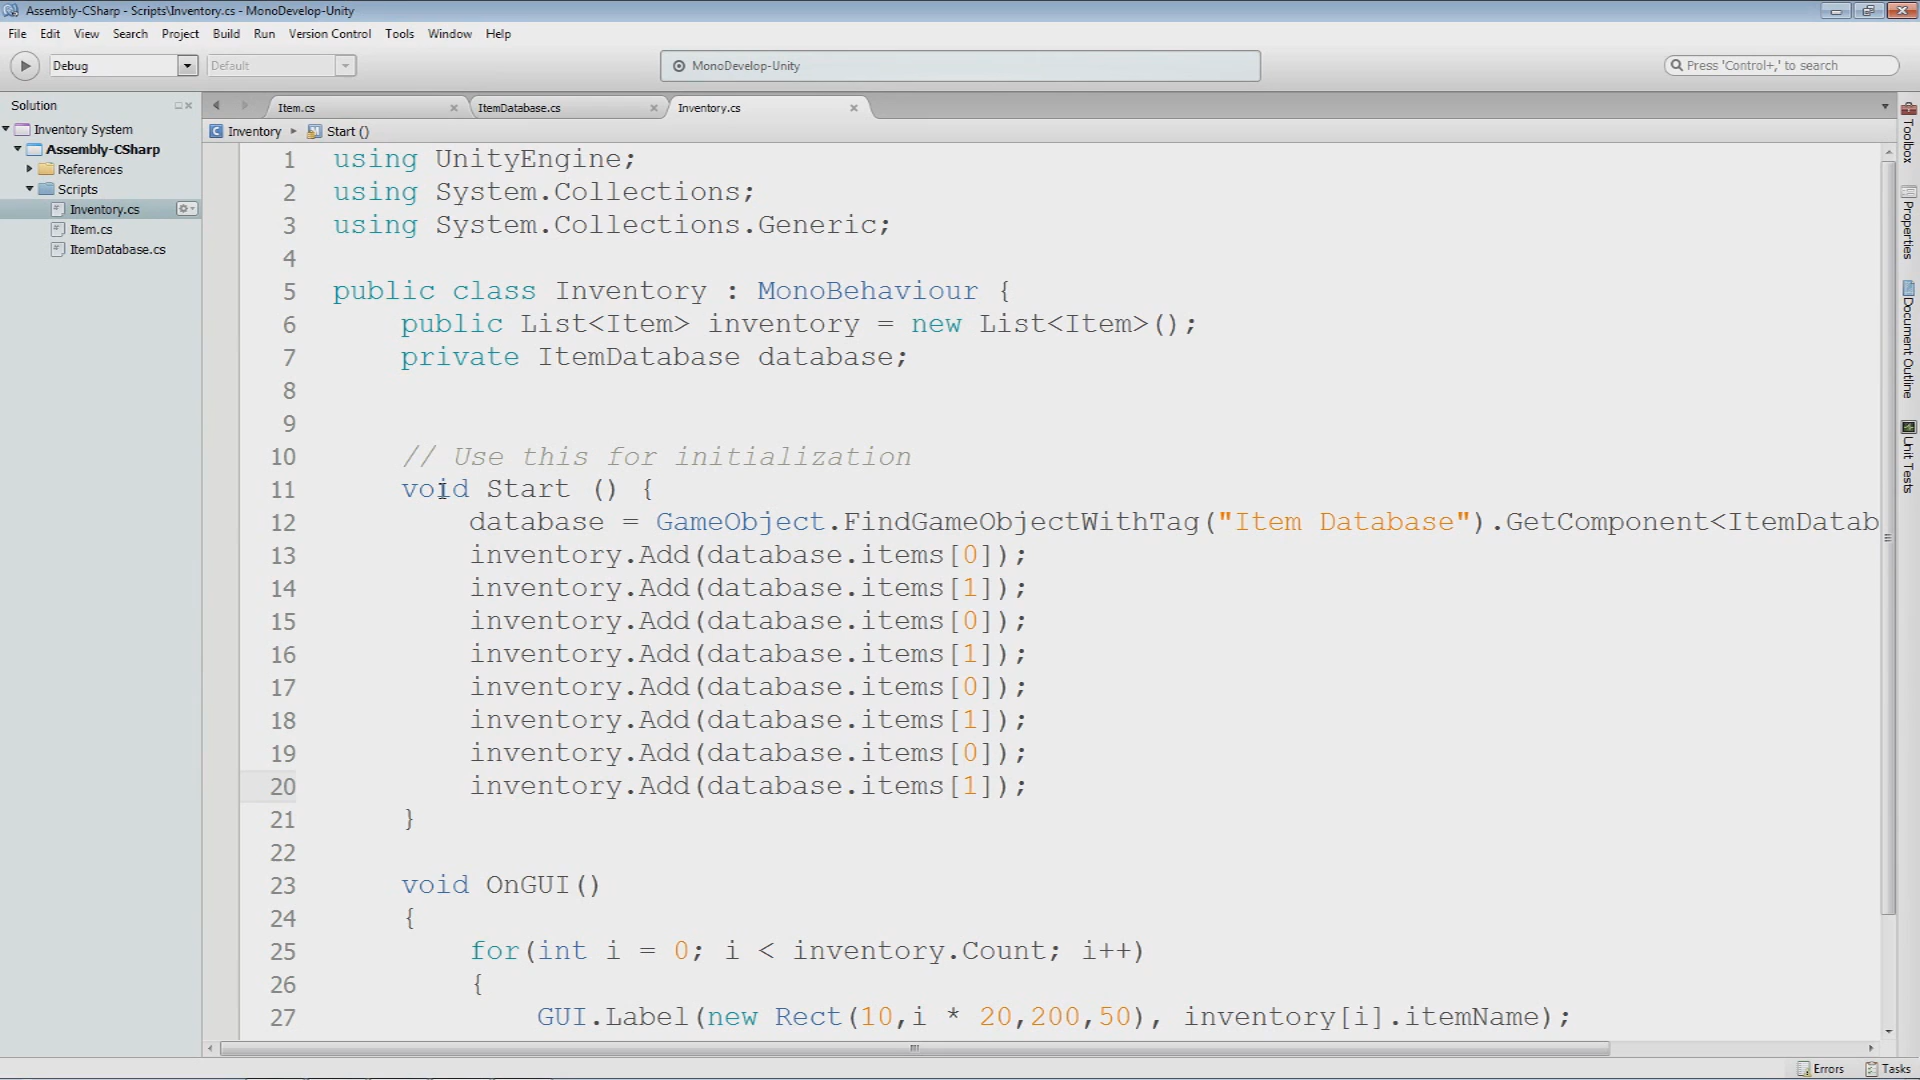 Assembly-CSharp - Scripts\Inventory.cs - MonoDevelop-Unity
File Edit View Search Project Build Run Version Control Tools Window Help
Debug Default MonoDevelop-Unity Press 'Control+,' to search
Solution
Inventory System
Assembly-CSharp
References
Scripts
Inventory.cs
Item.cs
ItemDatabase.cs
Item.cs ItemDatabase.cs Inventory.cs
Inventory Start ()
1 using UnityEngine;
2 using System.Collections;
3 using System.Collections.Generic;
4
5 public class Inventory : MonoBehaviour {
6 public List<Item> inventory = new List<Item>();
7 private ItemDatabase database;
8
9
10 // Use this for initialization
11 void Start () {
12 database = GameObject.FindGameObjectWithTag("Item Database").GetComponent<ItemDatab
13 inventory.Add(database.items[0]);
14 inventory.Add(database.items[1]);
15 inventory.Add(database.items[0]);
16 inventory.Add(database.items[1]);
17 inventory.Add(database.items[0]);
18 inventory.Add(database.items[1]);
19 inventory.Add(database.items[0]);
20 inventory.Add(database.items[1]);
21 }
22
23 void OnGUI()
24 {
25 for(int i = 0; i < inventory.Count; i++)
26 {
27 GUI.Label(new Rect(10,i * 20,200,50), inventory[i].itemName);
Toolbox
Properties
Document Outline
Unit Tests
Errors Tasks